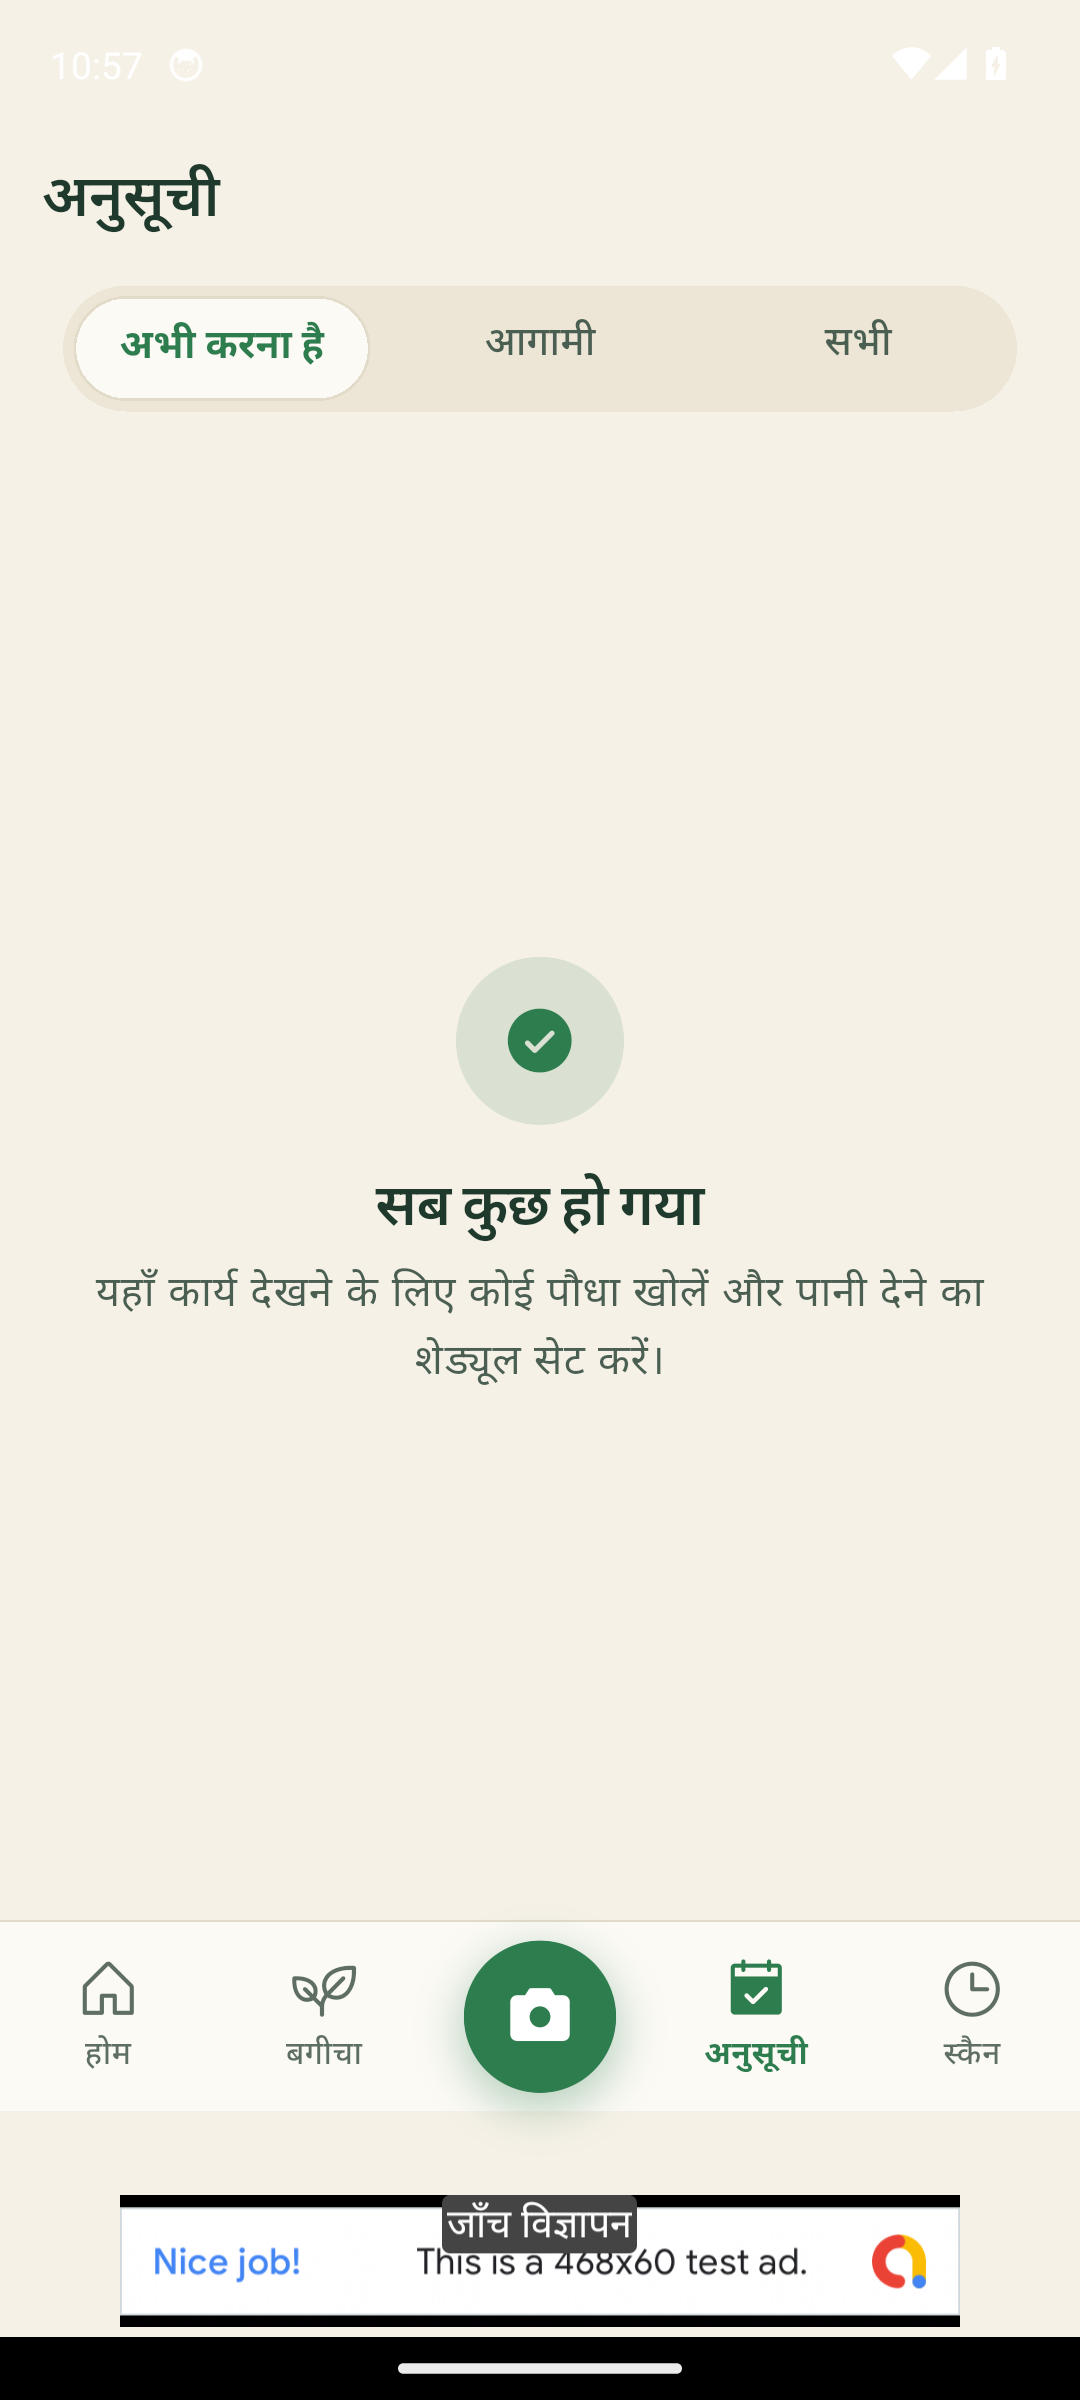 10:57
अनुसूची
अभी करना है
आगामी
सभी
सब कुछ हो गया
यहाँ कार्य देखने के लिए कोई पौधा खोलें और पानी देने का
शेड्यूल सेट करें।
होम
बगीचा
अनुसूची
स्कैन
जाँच विज्ञापन
Nice job!
This is a 468x60 test ad.